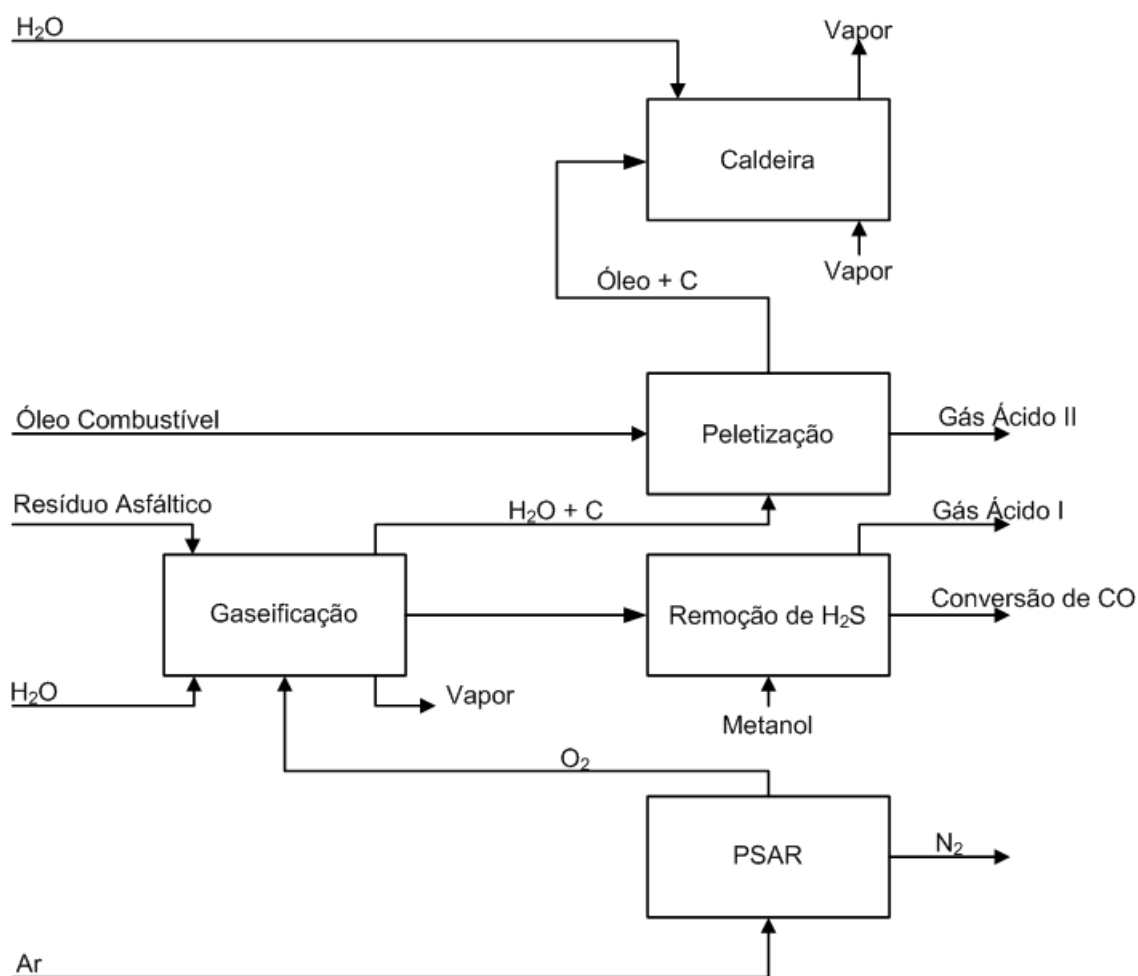 H₂O
Vapor
Caldeira
Vapor
Óleo + C
Óleo Combustível
Peletização
Gás Ácido II
Resíduo Asfáltico
H₂O + C
Gás Ácido I
Gaseificação
Remoção de H₂S
Conversão de CO
H₂O
Vapor
Metanol
O₂
PSAR
N₂
Ar